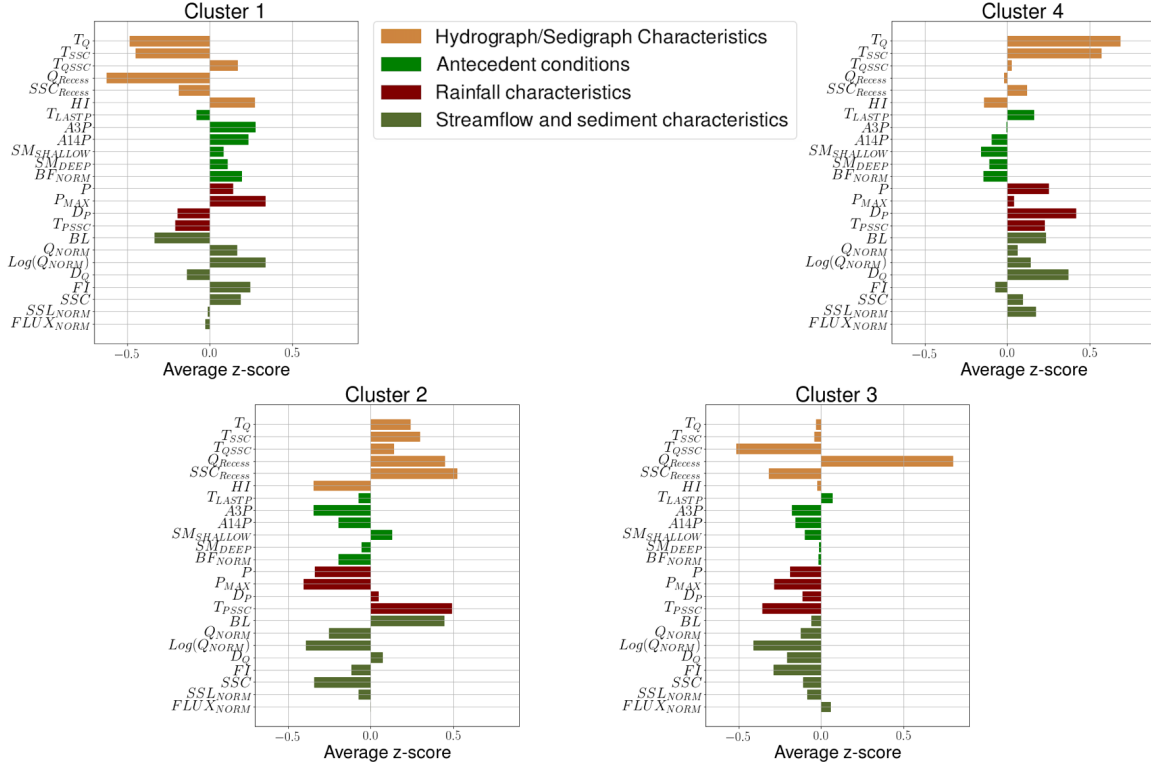 Cluster 1
T_Q
T_SSC
T_QSSC
Q_Recess
SSC_Recess
HI
T_LASTP
A3P
A14P
SM_SHALLOW
SM_DEEP
BF_NORM
P
P_MAX
D_P
T_PSSC
BL
Q_NORM
Log(Q_NORM)
D_Q
FI
SSC
SSL_NORM
FLUX_NORM
−0.5 0.0 0.5
Average z-score
Hydrograph/Sedigraph Characteristics
Antecedent conditions
Rainfall characteristics
Streamflow and sediment characteristics
Cluster 4
T_Q
T_SSC
T_QSSC
Q_Recess
SSC_Recess
HI
T_LASTP
A3P
A14P
SM_SHALLOW
SM_DEEP
BF_NORM
P
P_MAX
D_P
T_PSSC
BL
Q_NORM
Log(Q_NORM)
D_Q
FI
SSC
SSL_NORM
FLUX_NORM
−0.5 0.0 0.5
Average z-score
Cluster 2
T_Q
T_SSC
T_QSSC
Q_Recess
SSC_Recess
HI
T_LASTP
A3P
A14P
SM_SHALLOW
SM_DEEP
BF_NORM
P
P_MAX
D_P
T_PSSC
BL
Q_NORM
Log(Q_NORM)
D_Q
FI
SSC
SSL_NORM
FLUX_NORM
−0.5 0.0 0.5
Average z-score
Cluster 3
T_Q
T_SSC
T_QSSC
Q_Recess
SSC_Recess
HI
T_LASTP
A3P
A14P
SM_SHALLOW
SM_DEEP
BF_NORM
P
P_MAX
D_P
T_PSSC
BL
Q_NORM
Log(Q_NORM)
D_Q
FI
SSC
SSL_NORM
FLUX_NORM
−0.5 0.0 0.5
Average z-score